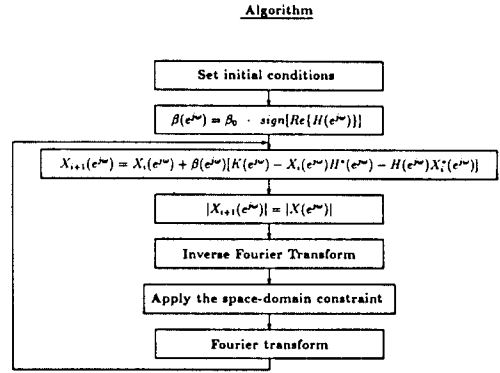 Algorithm
Set initial conditions
β(e^{jω}) = β₀ · sign{Re{H(e^{jω})}}
X_{i+1}(e^{jω}) = X_i(e^{jω}) + β(e^{jω})[K(e^{jω}) − X_i(e^{jω})H*(e^{jω}) − H(e^{jω})X_i*(e^{jω})]
|X_{i+1}(e^{jω})| = |X(e^{jω})|
Inverse Fourier Transform
Apply the space-domain constraint
Fourier transform